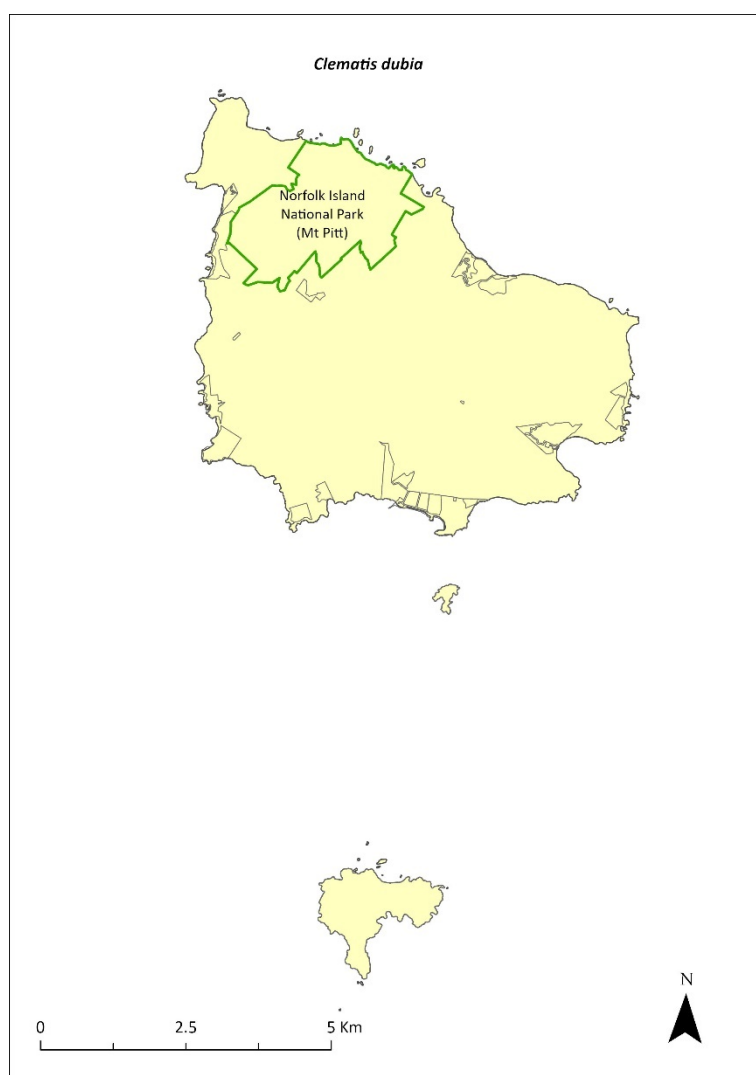 Clematis dubia
Norfolk Island
National Park
(Mt Pitt)
N
0 2.5 5 Km